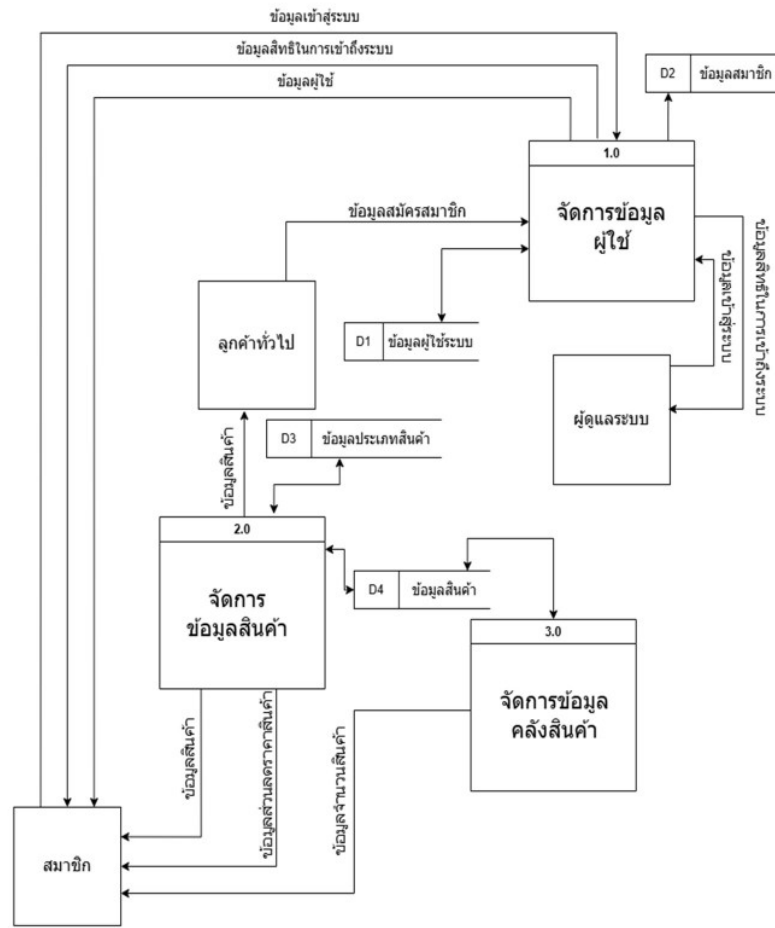 ข้อมูลเข้าสู่ระบบ
ข้อมูลสิทธิในการเข้าถึงระบบ
ข้อมูลผู้ใช้
D2 ข้อมูลสมาชิก
1.0
จัดการข้อมูล
ผู้ใช้
ข้อมูลสมัครสมาชิก
ข้อมูลสิทธิในการเข้าถึงระบบ
ข้อมูลเข้าสู่ระบบ
ลูกค้าทั่วไป
D1 ข้อมูลผู้ใช้ระบบ
ผู้ดูแลระบบ
ข้อมูลสินค้า
D3 ข้อมูลประเภทสินค้า
2.0
จัดการ
ข้อมูลสินค้า
D4 ข้อมูลสินค้า
3.0
จัดการข้อมูล
คลังสินค้า
ข้อมูลสินค้า
ข้อมูลส่วนลดราคาสินค้า
ข้อมูลจำนวนสินค้า
สมาชิก